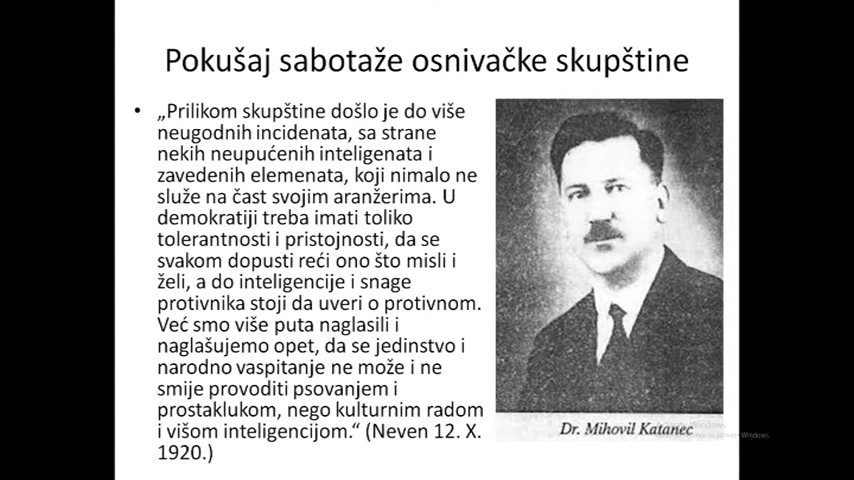 Pokušaj sabotaže osnivačke skupštine
• „Prilikom skupštine došlo je do više
neugodnih incidenata, sa strane
nekih neupućenih inteligenata i
zavedenih elemenata, koji nimalo ne
služe na čast svojim aranžerima. U
demokratiji treba imati toliko
tolerantnosti i pristojnosti, da se
svakom dopusti reći ono što misli i
želi, a do inteligencije i snage
protivnika stoji da uveri o protivnom.
Već smo više puta naglasili i
naglašujemo opet, da se jedinstvo i
narodno vaspitanje ne može i ne
smije provoditi psovanjem i
prostaklukom, nego kulturnim radom
i višom inteligencijom.“ (Neven 12. X.
1920.)
Dr. Mihovil Katanec
Windows
Windows.